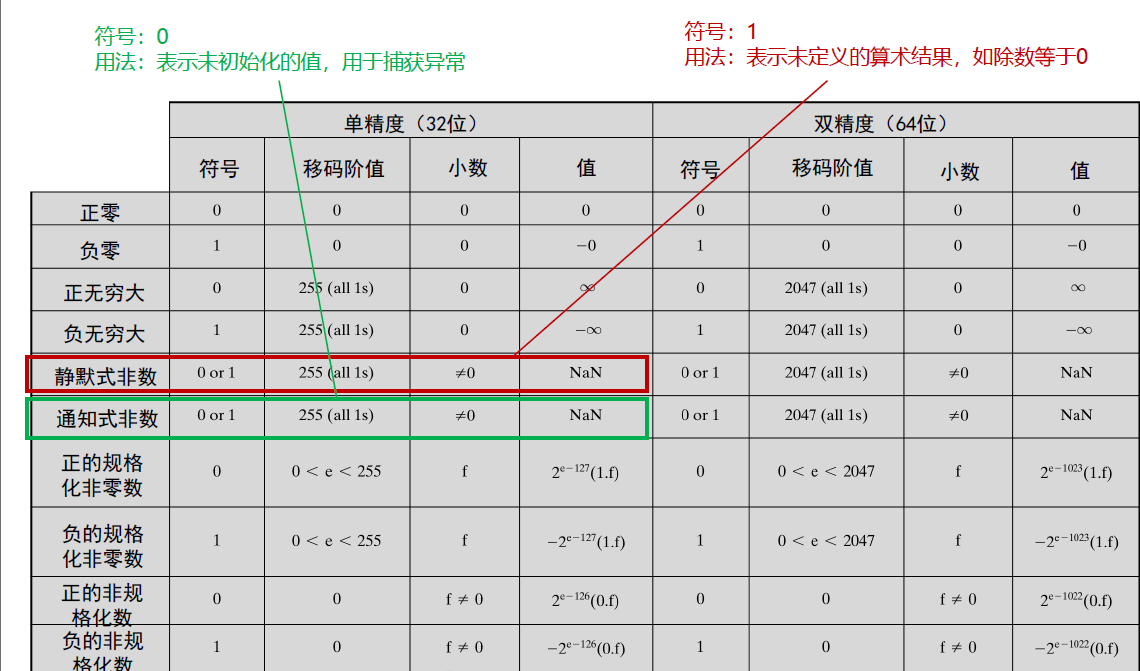 符号：0
用法：表示未初始化的值，用于捕获异常
符号：1
用法：表示未定义的算术结果，如除数等于0
单精度（32位） 双精度（64位）
符号 移码阶值 小数 值 符号 移码阶值 小数 值
正零 0 0 0 0 0 0 0 0
负零 1 0 0 −0 1 0 0 −0
正无穷大 0 255 (all 1s) 0 ∞ 0 2047 (all 1s) 0 ∞
负无穷大 1 255 (all 1s) 0 −∞ 1 2047 (all 1s) 0 −∞
静默式非数 0 or 1 255 (all 1s) ≠0 NaN 0 or 1 2047 (all 1s) ≠0 NaN
通知式非数 0 or 1 255 (all 1s) ≠0 NaN 0 or 1 2047 (all 1s) ≠0 NaN
正的规格
化非零数 0 0 < e < 255 f 2^{e−127}(1.f) 0 0 < e < 2047 f 2^{e−1023}(1.f)
负的规格
化非零数 1 0 < e < 255 f −2^{e−127}(1.f) 1 0 < e < 2047 f −2^{e−1023}(1.f)
正的非规
格化数 0 0 f ≠ 0 2^{e−126}(0.f) 0 0 f ≠ 0 2^{e−1022}(0.f)
负的非规
格化数 1 0 f ≠ 0 −2^{e−126}(0.f) 1 0 f ≠ 0 −2^{e−1022}(0.f)